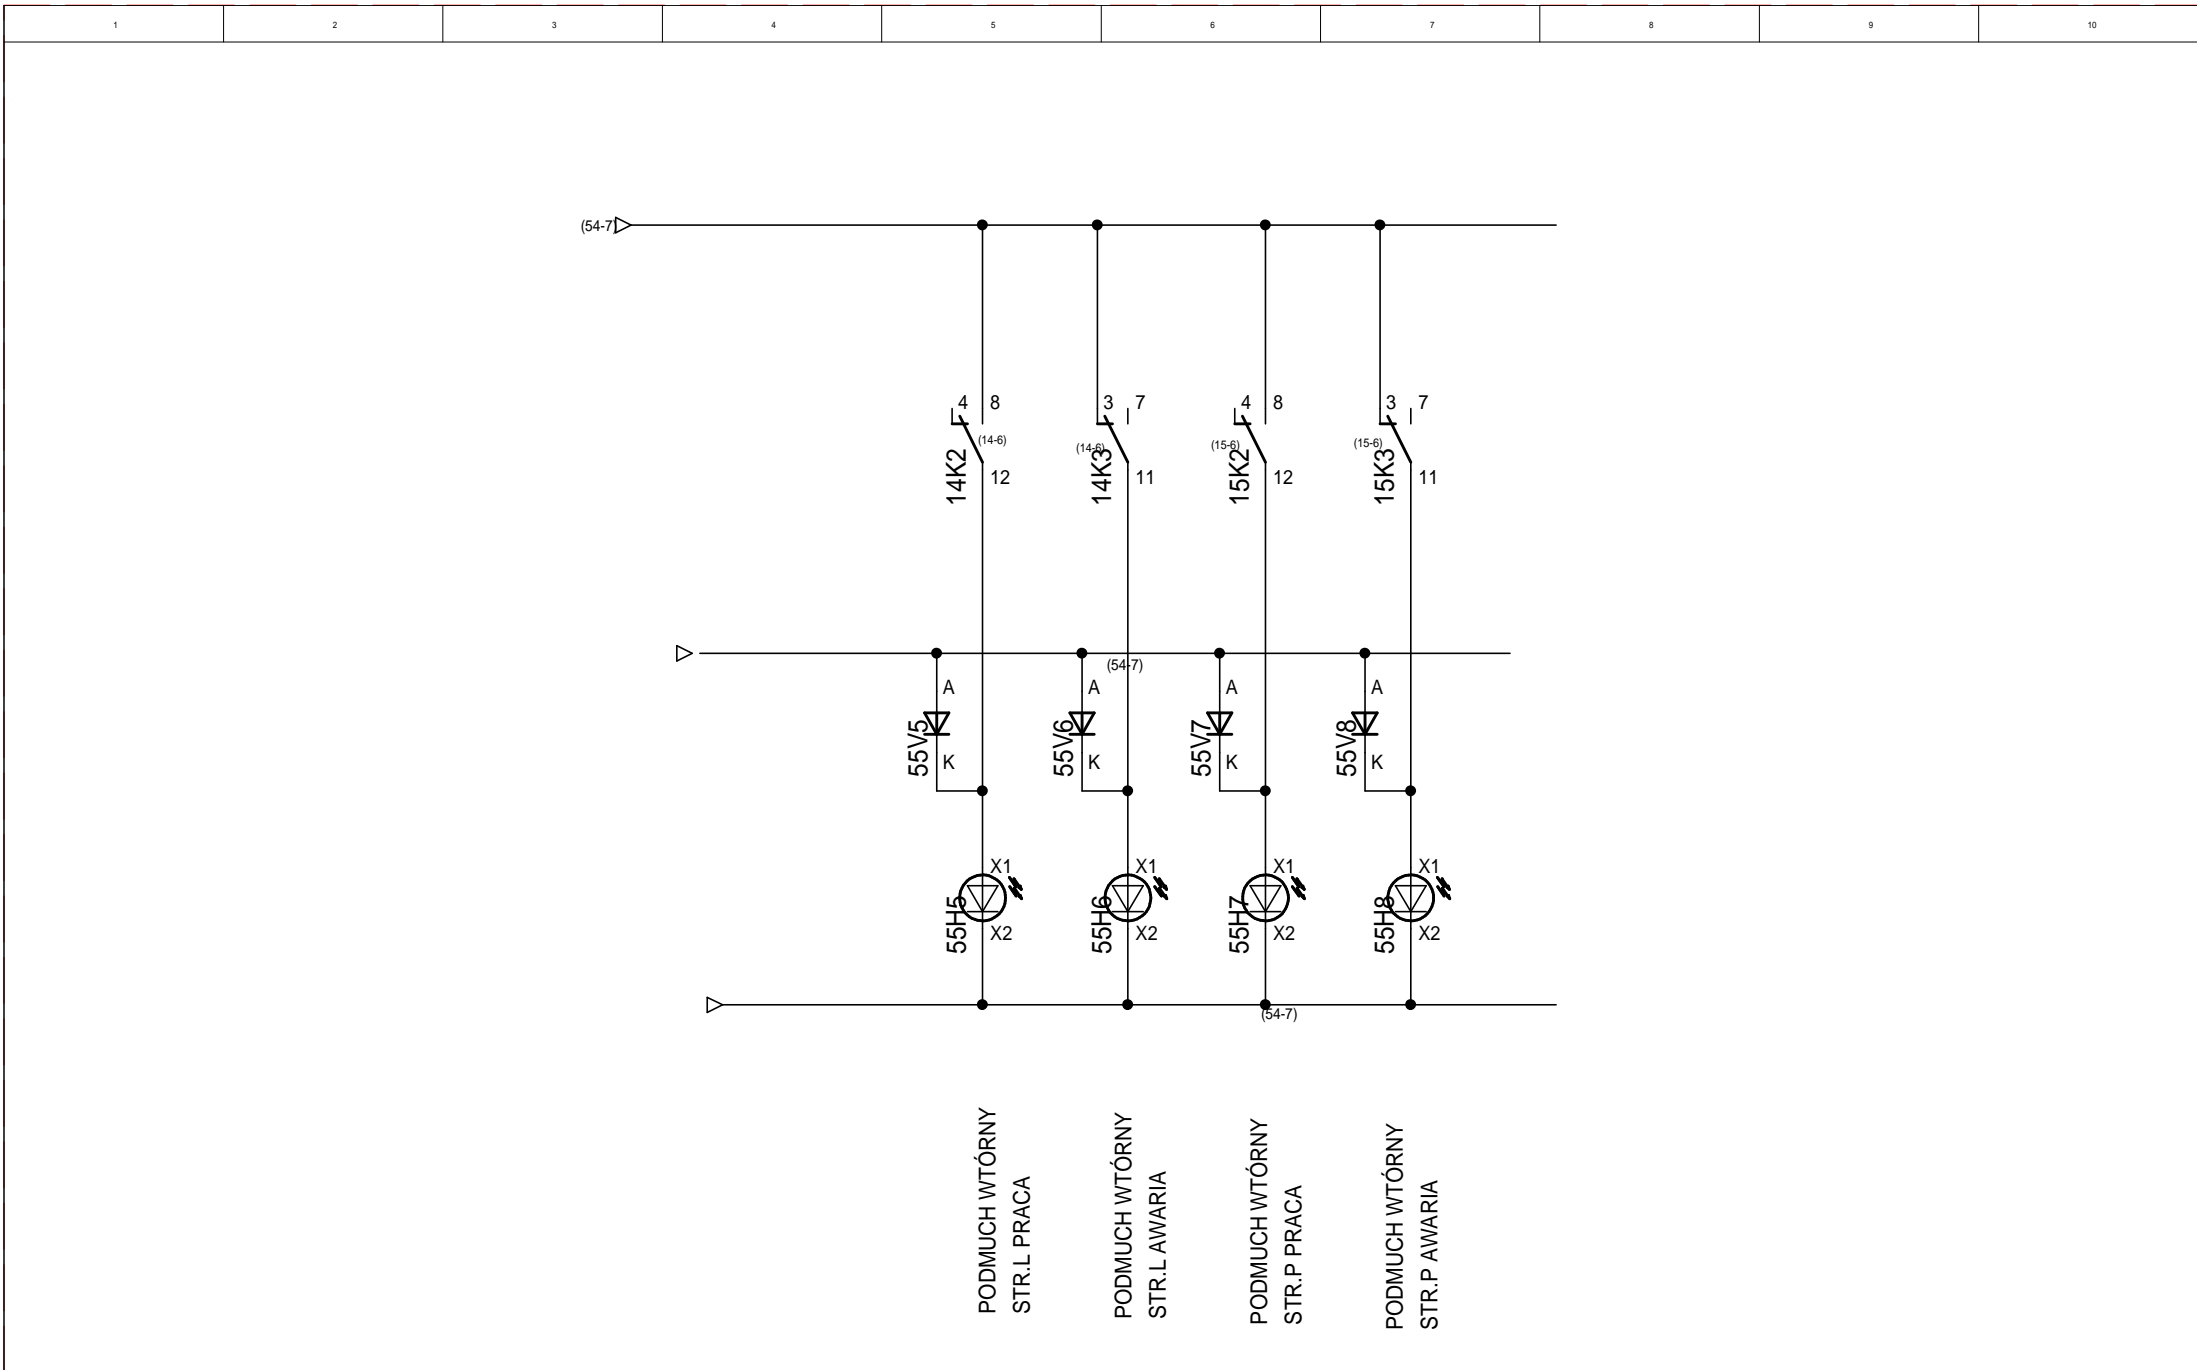 1 2 3 4 5 6 7 8 9 10
(54-7)
4 8 3 7 4 8 3 7
(14-6) (14-6) (15-6) (15-6)
14K2 14K3 15K2 15K3
12 11 12 11
(54-7)
A A A A
55V5 55V6 55V7 55V8
K K K K
X1 X1 X1 X1
55H5 55H6 55H7 55H8
X2 X2 X2 X2
(54-7)
PODMUCH WTÓRNY
STR.L PRACA
PODMUCH WTÓRNY
STR.L AWARIA
PODMUCH WTÓRNY
STR.P PRACA
PODMUCH WTÓRNY
STR.P AWARIA